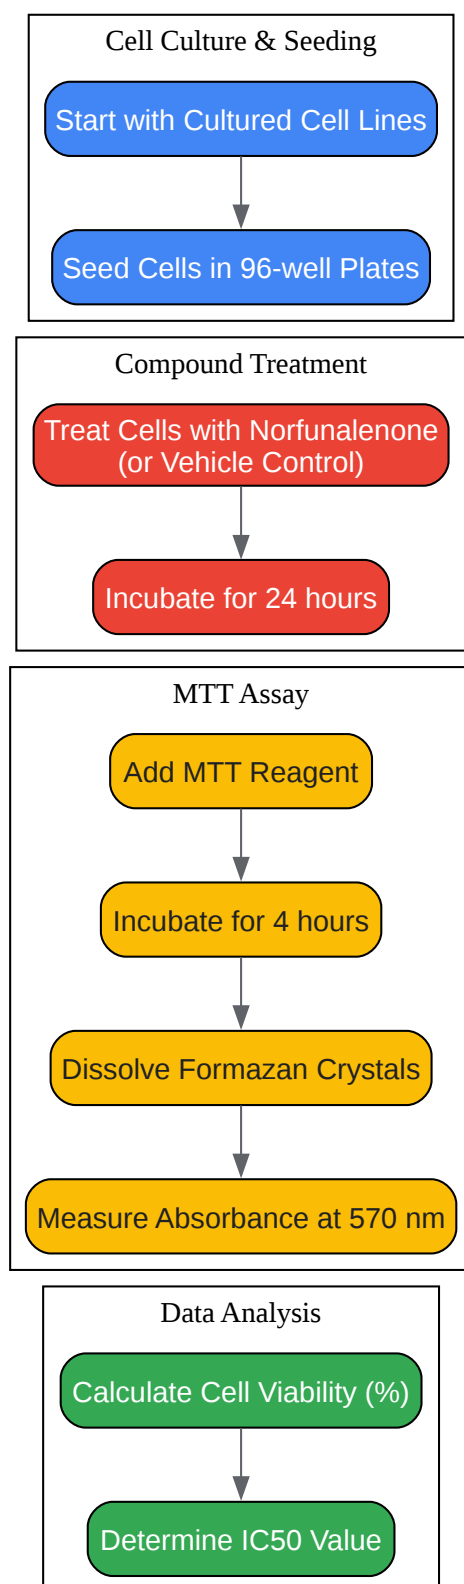 Cell Culture & Seeding
Start with Cultured Cell Lines
Seed Cells in 96-well Plates
Compound Treatment
Treat Cells with Norfunalenone
(or Vehicle Control)
Incubate for 24 hours
MTT Assay
Add MTT Reagent
Incubate for 4 hours
Dissolve Formazan Crystals
Measure Absorbance at 570 nm
Data Analysis
Calculate Cell Viability (%)
Determine IC50 Value